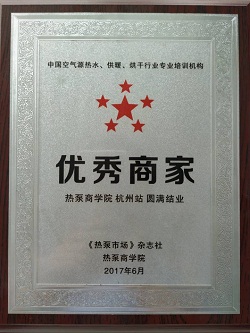 中国空气源热水、供暖、烘干行业专业培训机构
优秀商家
热泵商学院 杭州站 圆满结业
《热泵市场》杂志社
热泵商学院
2017年6月